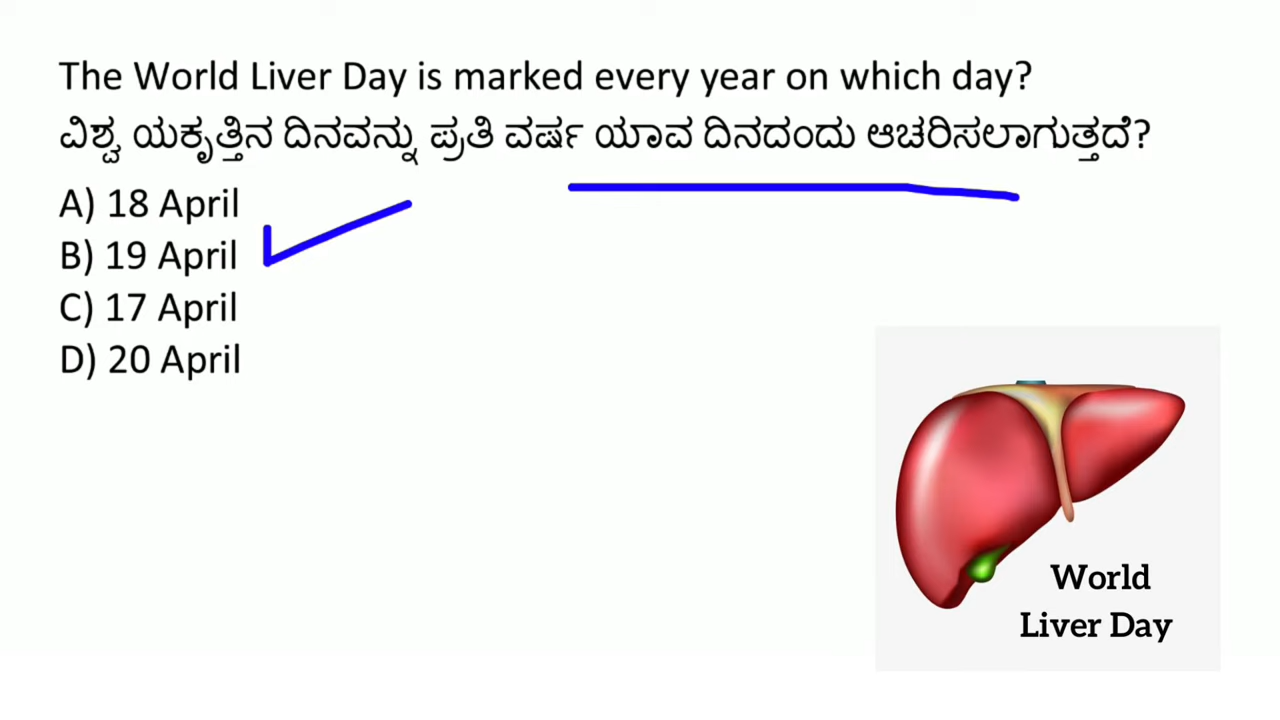 The World Liver Day is marked every year on which day?
ವಿಶ್ವ ಯಕೃತ್ತಿನ ದಿನವನ್ನು ಪ್ರತಿ ವರ್ಷ ಯಾವ ದಿನದಂದು ಆಚರಿಸಲಾಗುತ್ತದೆ?
A) 18 April
B) 19 April
C) 17 April
D) 20 April
World
Liver Day